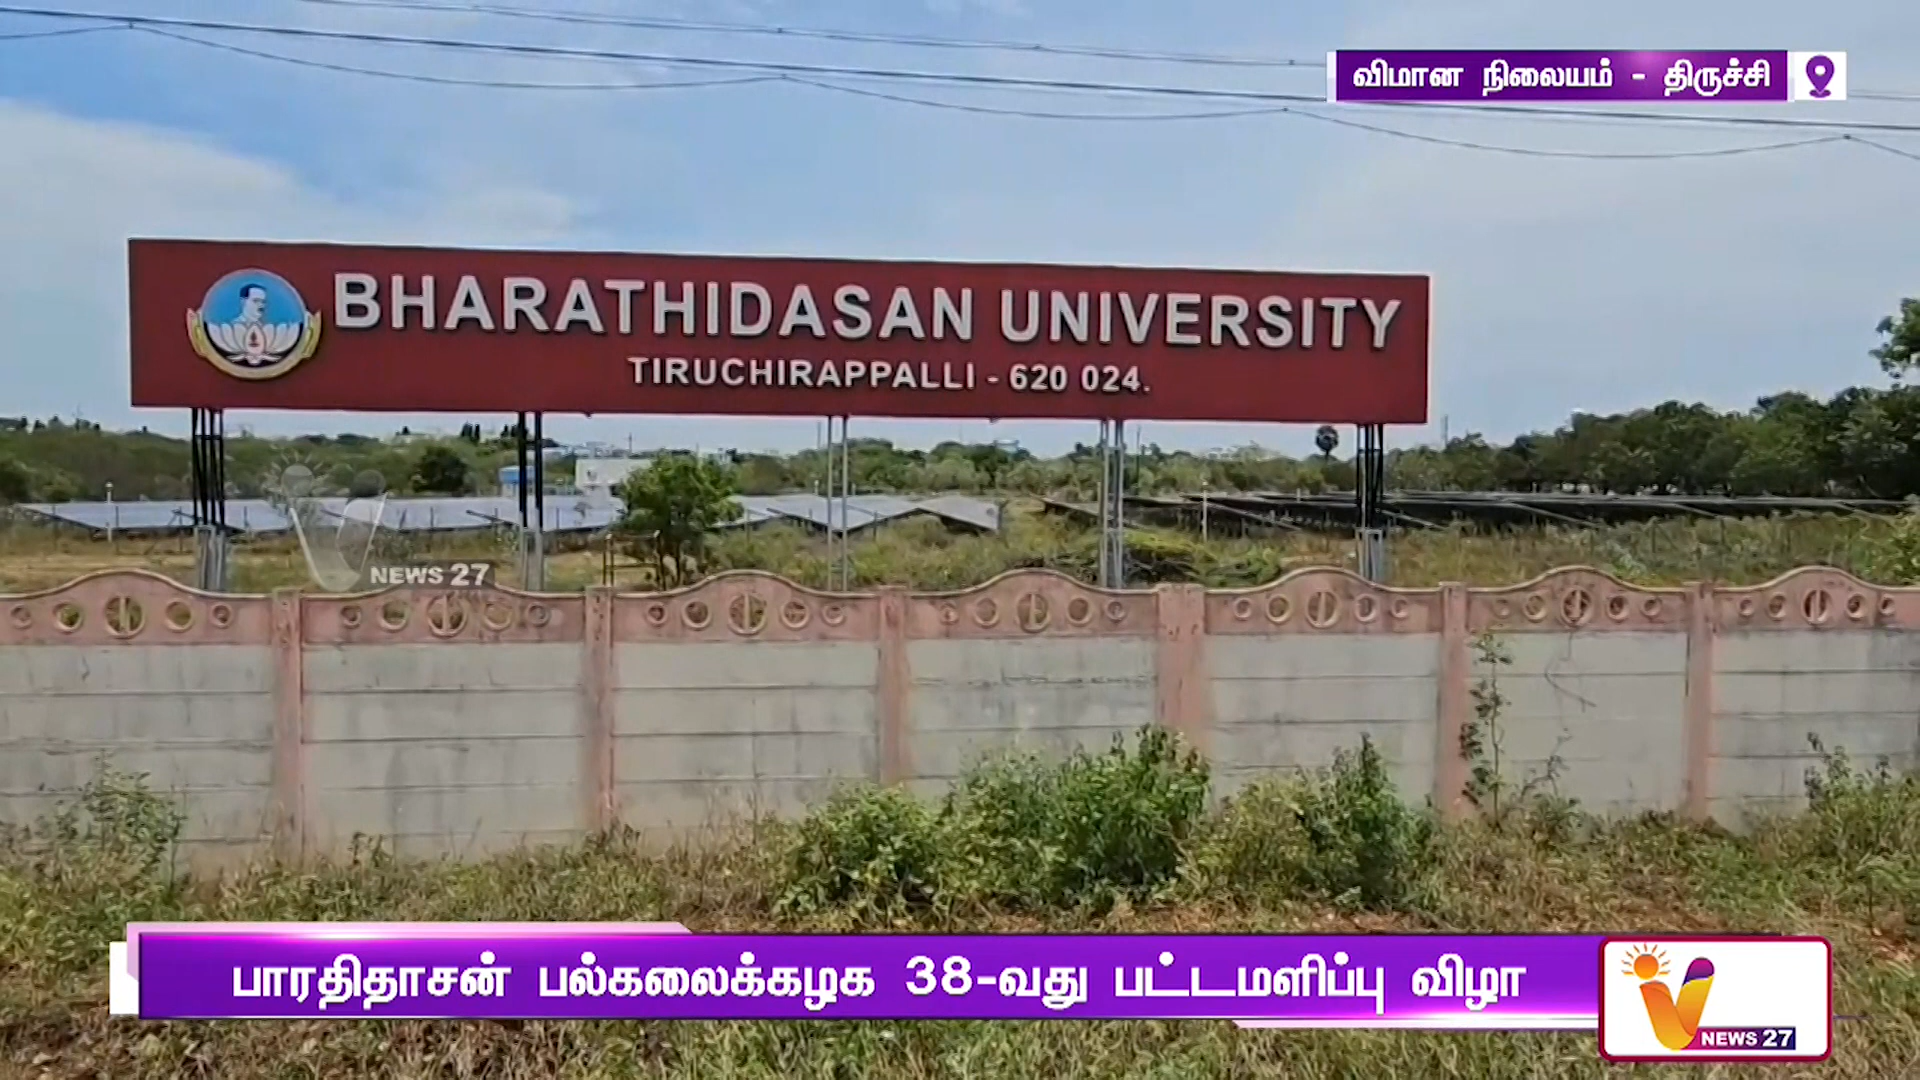 விமான நிலையம் - திருச்சி
BHARATHIDASAN UNIVERSITY
TIRUCHIRAPPALLI - 620 024.
NEWS 27
பாரதிதாசன் பல்கலைக்கழக 38-வது பட்டமளிப்பு விழா
NEWS 27